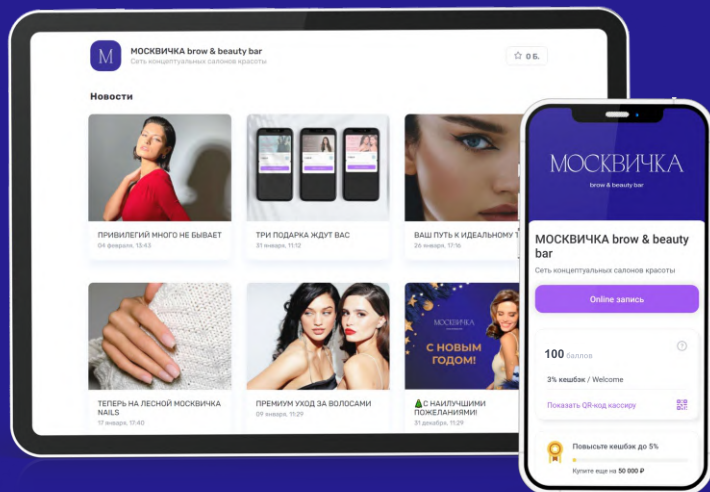 М
МОСКВИЧКА brow & beauty bar
Сеть концептуальных салонов красоты
0 Б.
Новости
ПРИВИЛЕГИЙ МНОГО НЕ БЫВАЕТ
04 февраля, 13:43
ТРИ ПОДАРКА ЖДУТ ВАС
31 января, 11:12
ВАШ ПУТЬ К ИДЕАЛЬНОМУ Т
26 января, 17:16
МОСКВИЧКА
С НОВЫМ
ГОДОМ!
ТЕПЕРЬ НА ЛЕСНОЙ МОСКВИЧКА
NAILS
17 января, 17:40
ПРЕМИУМ УХОД ЗА ВОЛОСАМИ
09 января, 11:29
С НАИЛУЧШИМИ
ПОЖЕЛАНИЯМИ!
31 декабря, 11:29
МОСКВИЧКА
brow & beauty bar
МОСКВИЧКА brow & beauty
bar
Сеть концептуальных салонов красоты
Online запись
100 баллов
3% кешбэк / Welcome
Показать QR-код кассиру
Повысьте кешбэк до 5%
Купите еще на 50 000 ₽